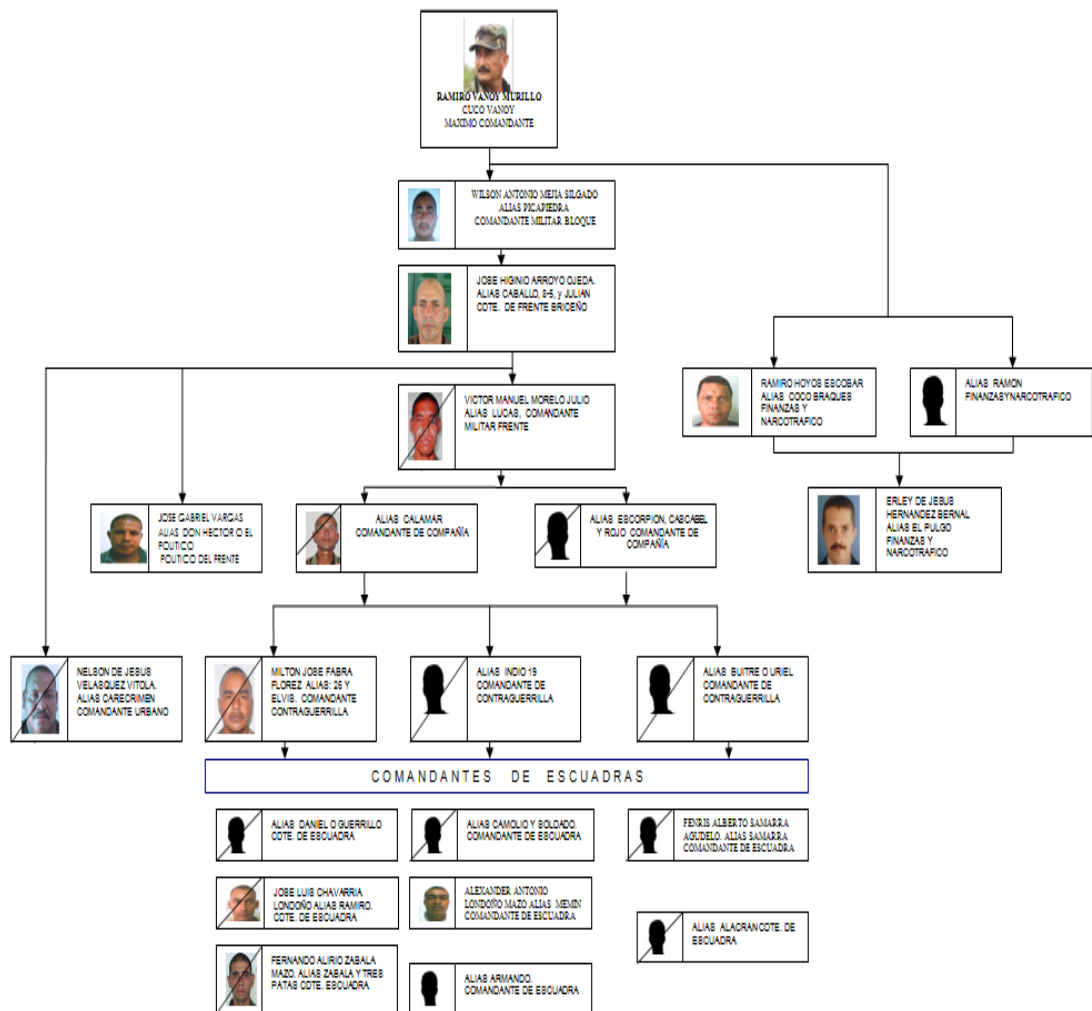 RAMIRO VANOY MURILLO
CUCO VANOY
MAXIMO COMANDANTE
WILSON ANTONIO MEJIA SILGADO
ALIAS PICAPIEDRA
COMANDANTE MILITAR BLOQUE
JOSE HIGINIO ARROYO OJEDA.
ALIAS CABALLO, 8-5, y JULIAN
CDTE. DE FRENTE BRICEÑO
VICTOR MANUEL MORELO JULIO
ALIAS LUCAS, COMANDANTE
MILITAR FRENTE
RAMIRO HOYOS ESCOBAR
ALIAS COCO BRAQUES
FINANZAS Y
NARCOTRAFICO
ALIAS RAMON
FINANZASYNARCOTRAFICO
JOSE GABRIEL VARGAS
ALIAS DON HECTOR O EL
POLITICO
POLITICO DEL FRENTE
ALIAS CALAMAR
COMANDANTE DE COMPAÑÍA
ALIAS ESCORPION, CASCABEL
Y ROJO COMANDANTE DE
COMPAÑÍA
ERLEY DE JESUS
HERNANDEZ BERNAL
ALIAS EL PULGO
FINANZAS Y
NARCOTRAFICO
NELSON DE JESUS
VELASQUEZ VITOLA.
ALIAS CARECRIMEN
COMANDANTE URBANO
MILTON JOSE FABRA
FLOREZ ALIAS: 26 Y
ELVIS. COMANDANTE
CONTRAGUERRILLA
ALIAS INDIO 19
COMANDANTE DE
CONTRAGUERRILLA
ALIAS BUITRE O URIEL
COMANDANTE DE
CONTRAGUERRILLA
COMANDANTES DE ESCUADRAS
ALIAS DANIEL O GUERRILLO
CDTE. DE ESCUADRA
ALIAS CAMOLIO Y SOLDADO.
COMANDANTE DE ESCUADRA
FENRIS ALBERTO SAMARRA
AGUDELO. ALIAS SAMARRA
COMANDANTE DE ESCUADRA
JOSE LUIS CHAVARRIA
LONDOÑO ALIAS RAMIRO.
CDTE. DE ESCUADRA
ALEXANDER ANTONIO
LONDOÑO MAZO ALIAS MEMIN
COMANDANTE DE ESCUADRA
ALIAS ALACRAN CDTE. DE
ESCUADRA
FERNANDO ALIRIO ZABALA
MAZO. ALIAS ZABALA Y TRES
PATAS CDTE. ESCUADRA
ALIAS ARMANDO.
COMANDANTE DE ESCUADRA